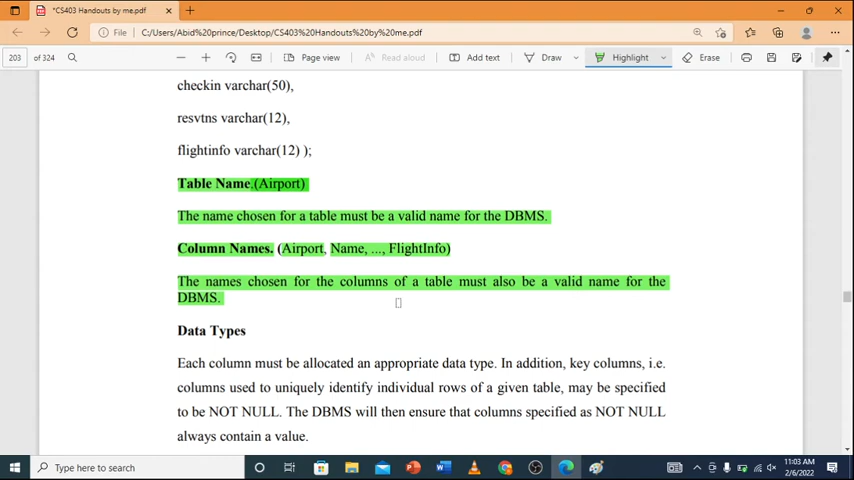 *CS403 Handouts by me.pdf
File
C:/Users/Abid%20prince/Desktop/CS403%20Handouts%20by%20me.pdf
203 of 324
Page view
Read aloud
Add text
Draw
Highlight
Erase
checkin varchar(50),
resvtns varchar(12),
flightinfo varchar(12) );
Table Name.(Airport)
The name chosen for a table must be a valid name for the DBMS.
Column Names. (Airport, Name, ..., FlightInfo)
The names chosen for the columns of a table must also be a valid name for the
DBMS.
Data Types
Each column must be allocated an appropriate data type. In addition, key columns, i.e.
columns used to uniquely identify individual rows of a given table, may be specified
to be NOT NULL. The DBMS will then ensure that columns specified as NOT NULL
always contain a value.
Type here to search
11:03 AM
2/6/2022